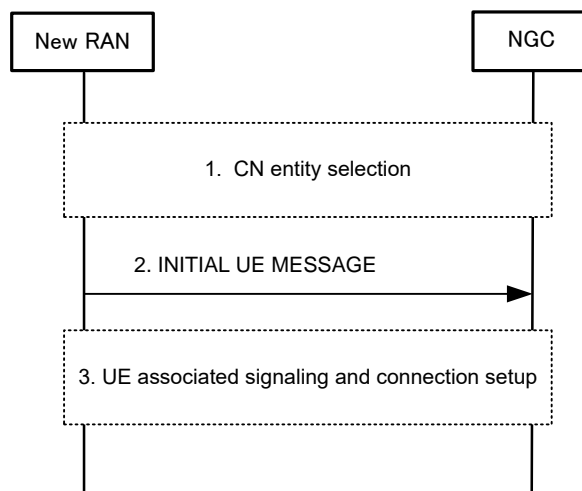 New RAN
NGC
1. CN entity selection
2. INITIAL UE MESSAGE
3. UE associated signaling and connection setup